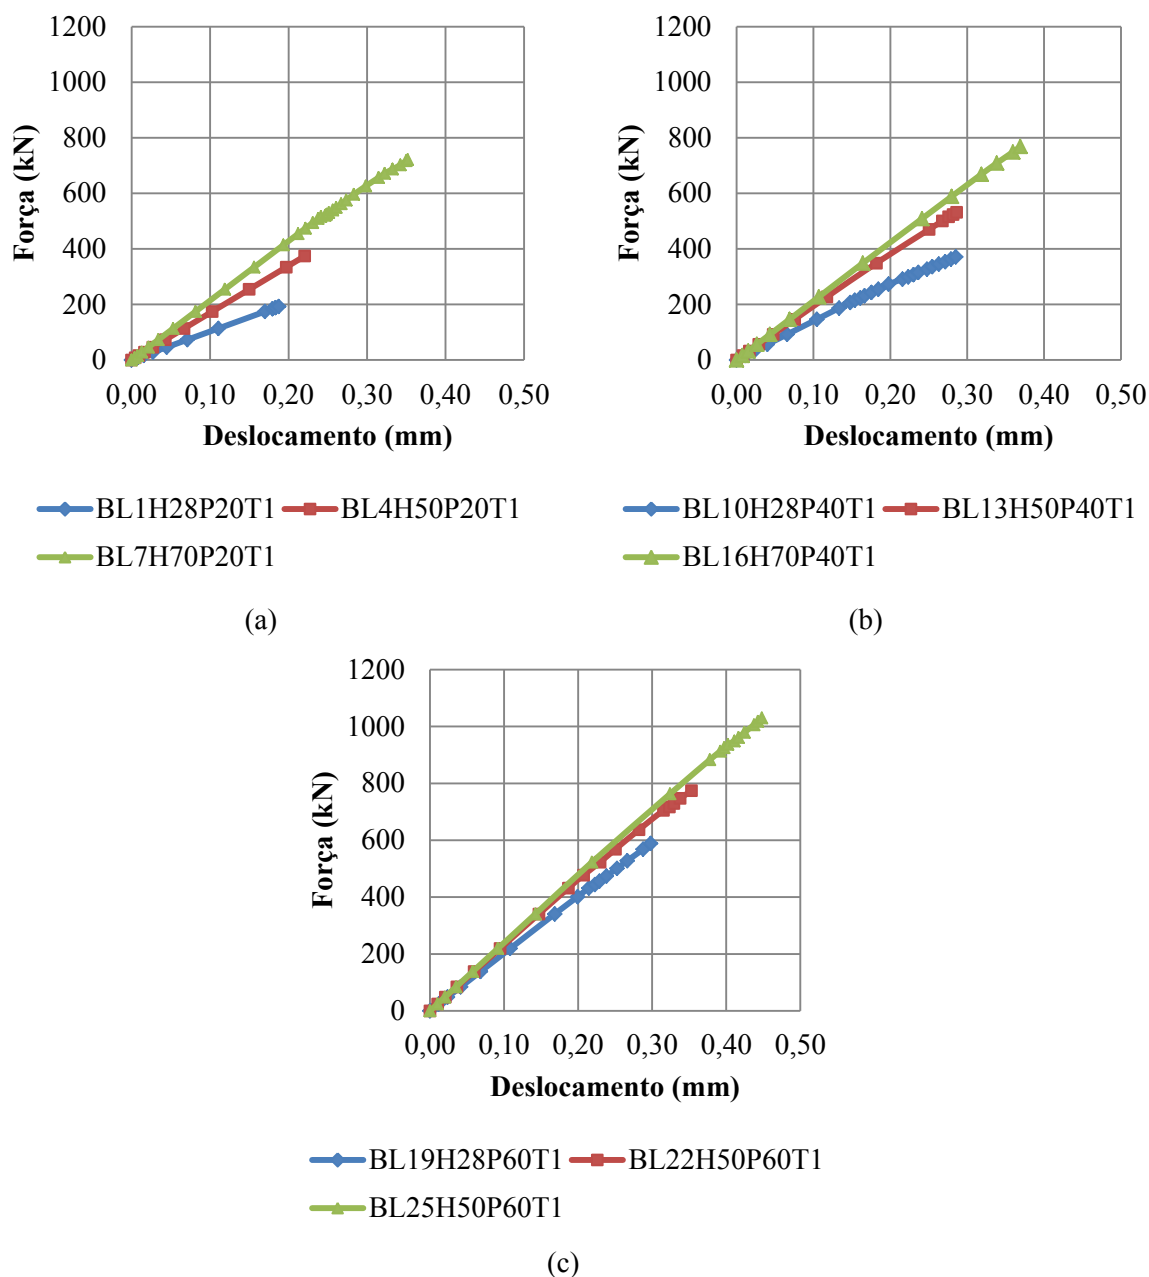 1200
1000
800
600
400
200
0
Força (kN)
0,00 0,10 0,20 0,30 0,40 0,50
Deslocamento (mm)
BL1H28P20T1 BL4H50P20T1
BL7H70P20T1
(a)
1200
1000
800
600
400
200
0
Força (kN)
0,00 0,10 0,20 0,30 0,40 0,50
Deslocamento (mm)
BL10H28P40T1 BL13H50P40T1
BL16H70P40T1
(b)
1200
1000
800
600
400
200
0
Força (kN)
0,00 0,10 0,20 0,30 0,40 0,50
Deslocamento (mm)
BL19H28P60T1 BL22H50P60T1
BL25H50P60T1
(c)